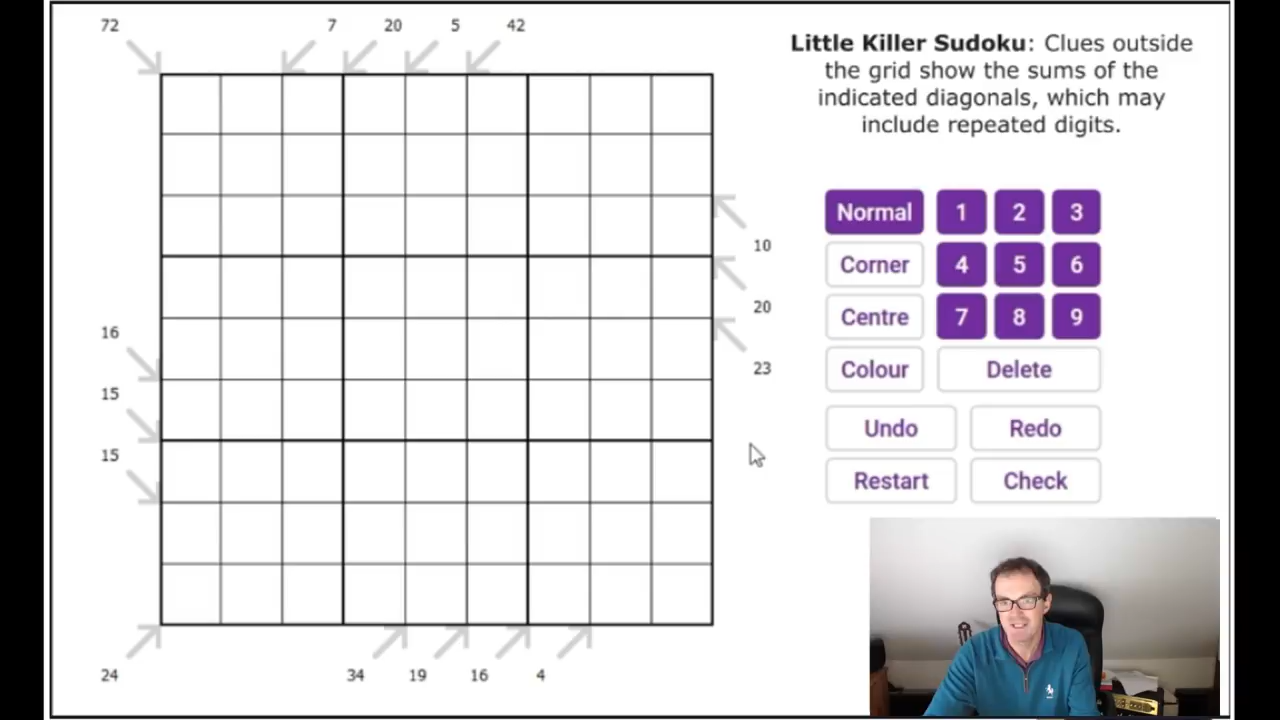 72 7 20 5 42
Little Killer Sudoku: Clues outside
the grid show the sums of the
indicated diagonals, which may
include repeated digits.
Normal 1 2 3
10
Corner 4 5 6
20
Centre 7 8 9
16
23
Colour Delete
15
Undo Redo
15
Restart Check
24 34 19 16 4